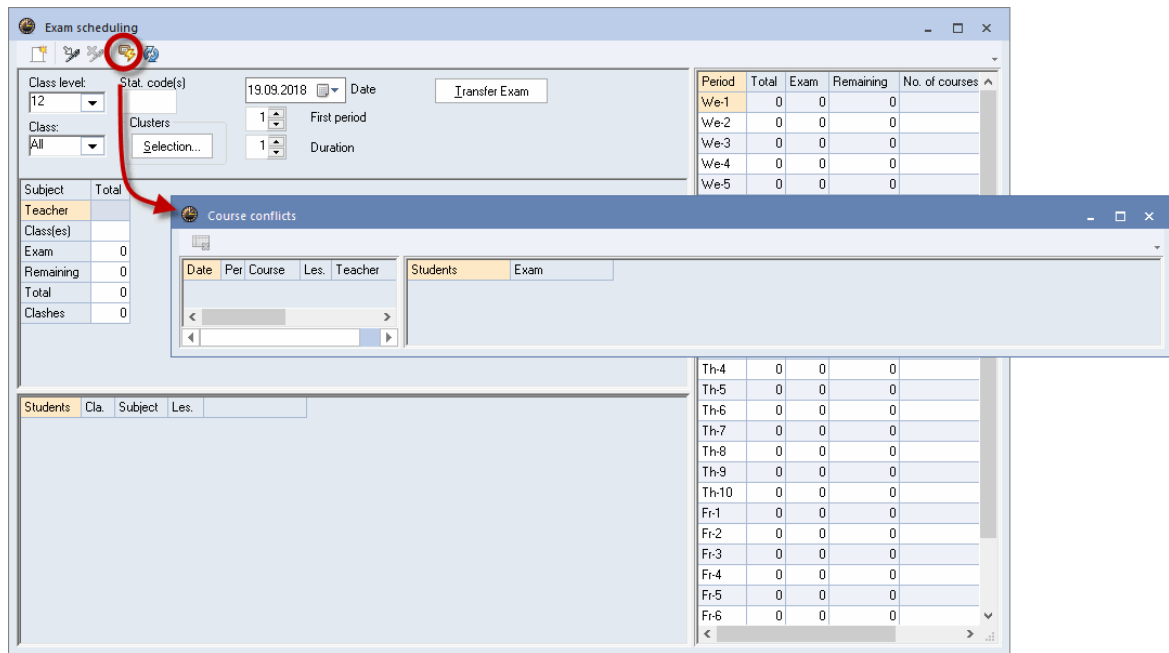 Exam scheduling
Class level:
Stat. code(s)
12
19.09.2018
Date
Transfer Exam
1
First period
Class:
Clusters
All
Selection...
1
Duration
Period Total Exam Remaining No. of courses
We-1 0 0 0
We-2 0 0 0
We-3 0 0 0
We-4 0 0 0
We-5 0 0 0
Subject Total
Teacher
Class(es)
Exam 0
Remaining 0
Total 0
Clashes 0
Course conflicts
Date Per Course Les. Teacher
Students Exam
Th-4 0 0 0
Th-5 0 0 0
Th-6 0 0 0
Th-7 0 0 0
Th-8 0 0 0
Th-9 0 0 0
Th-10 0 0 0
Fr-1 0 0 0
Fr-2 0 0 0
Fr-3 0 0 0
Fr-4 0 0 0
Fr-5 0 0 0
Fr-6 0 0 0
Students Cla. Subject Les.